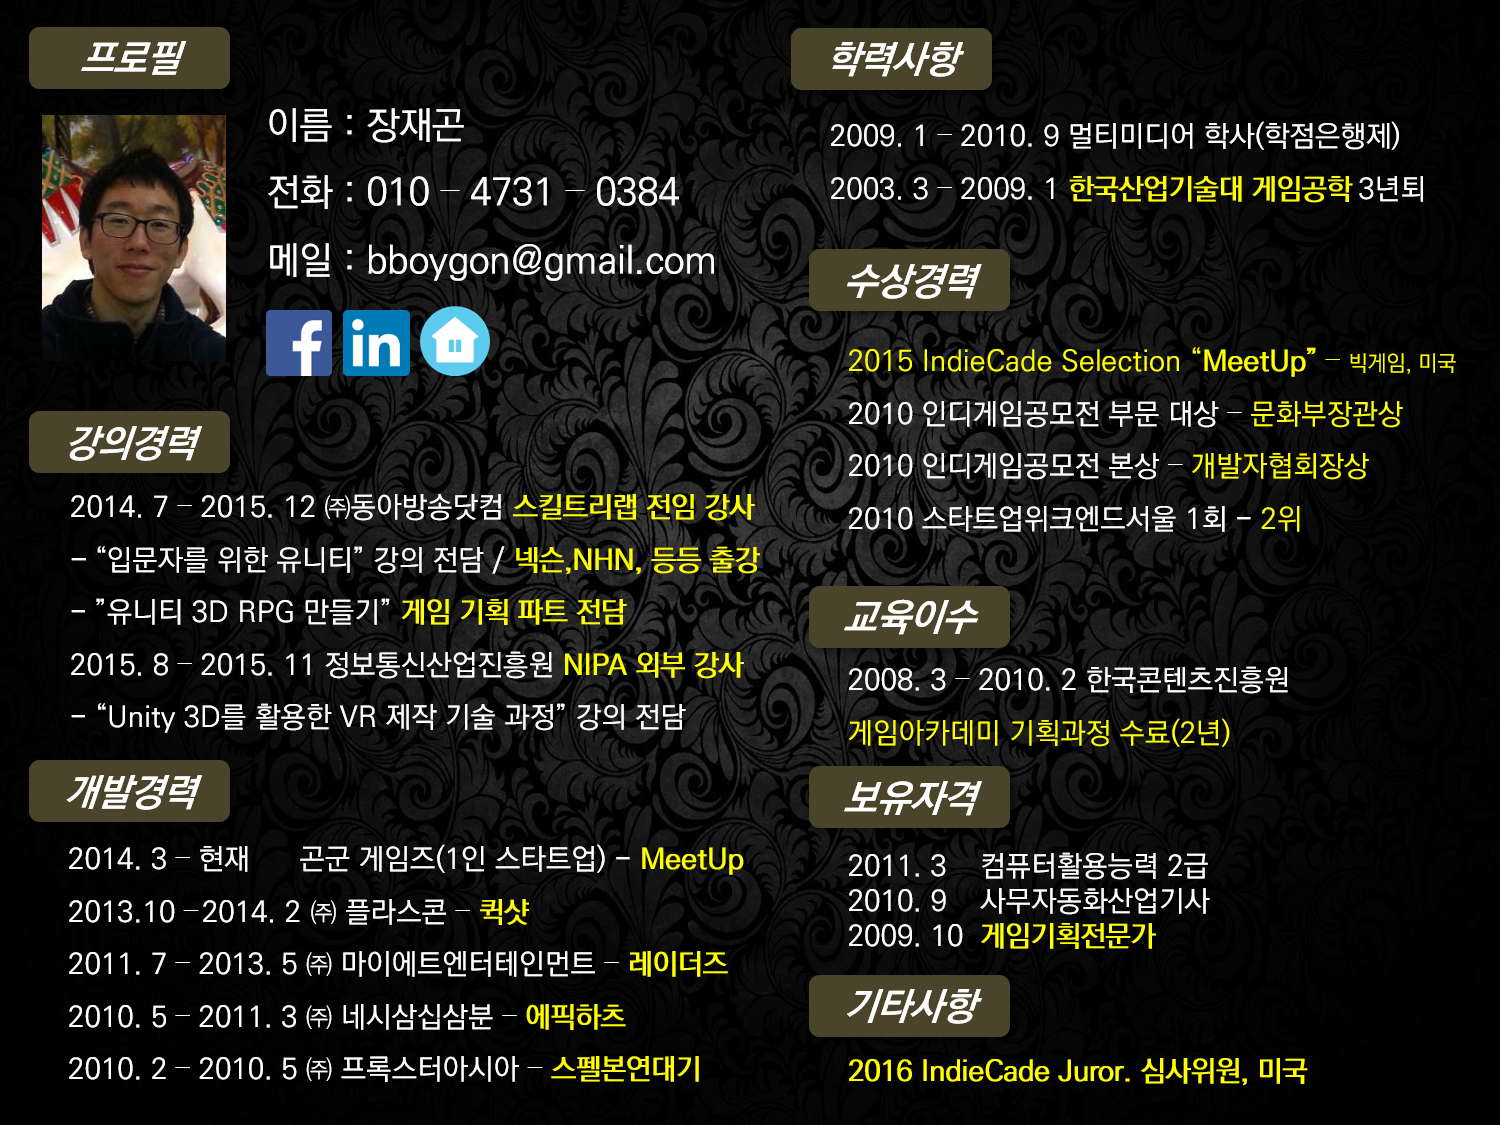 프로필
이름 : 장재곤
전화 : 010 – 4731 – 0384
메일 : bboygon@gmail.com
f
in
강의경력
2014. 7 – 2015. 12 ㈜동아방송닷컴 스킬트리랩 전임 강사
– “입문자를 위한 유니티” 강의 전담 / 넥슨,NHN, 등등 출강
– ”유니티 3D RPG 만들기” 게임 기획 파트 전담
2015. 8 – 2015. 11 정보통신산업진흥원 NIPA 외부 강사
– “Unity 3D를 활용한 VR 제작 기술 과정” 강의 전담
개발경력
2014. 3 – 현재 곤군 게임즈(1인 스타트업) – MeetUp
2013.10 –2014. 2 ㈜ 플라스콘 – 퀵샷
2011. 7 – 2013. 5 ㈜ 마이에트엔터테인먼트 – 레이더즈
2010. 5 – 2011. 3 ㈜ 네시삼십삼분 – 에픽하츠
2010. 2 – 2010. 5 ㈜ 프록스터아시아 – 스펠본연대기
학력사항
2009. 1 – 2010. 9 멀티미디어 학사(학점은행제)
2003. 3 – 2009. 1 한국산업기술대 게임공학 3년퇴
수상경력
2015 IndieCade Selection “MeetUp” – 빅게임, 미국
2010 인디게임공모전 부문 대상 – 문화부장관상
2010 인디게임공모전 본상 – 개발자협회장상
2010 스타트업위크엔드서울 1회 – 2위
교육이수
2008. 3 – 2010. 2 한국콘텐츠진흥원
게임아카데미 기획과정 수료(2년)
보유자격
2011. 3 컴퓨터활용능력 2급
2010. 9 사무자동화산업기사
2009. 10 게임기획전문가
기타사항
2016 IndieCade Juror. 심사위원, 미국